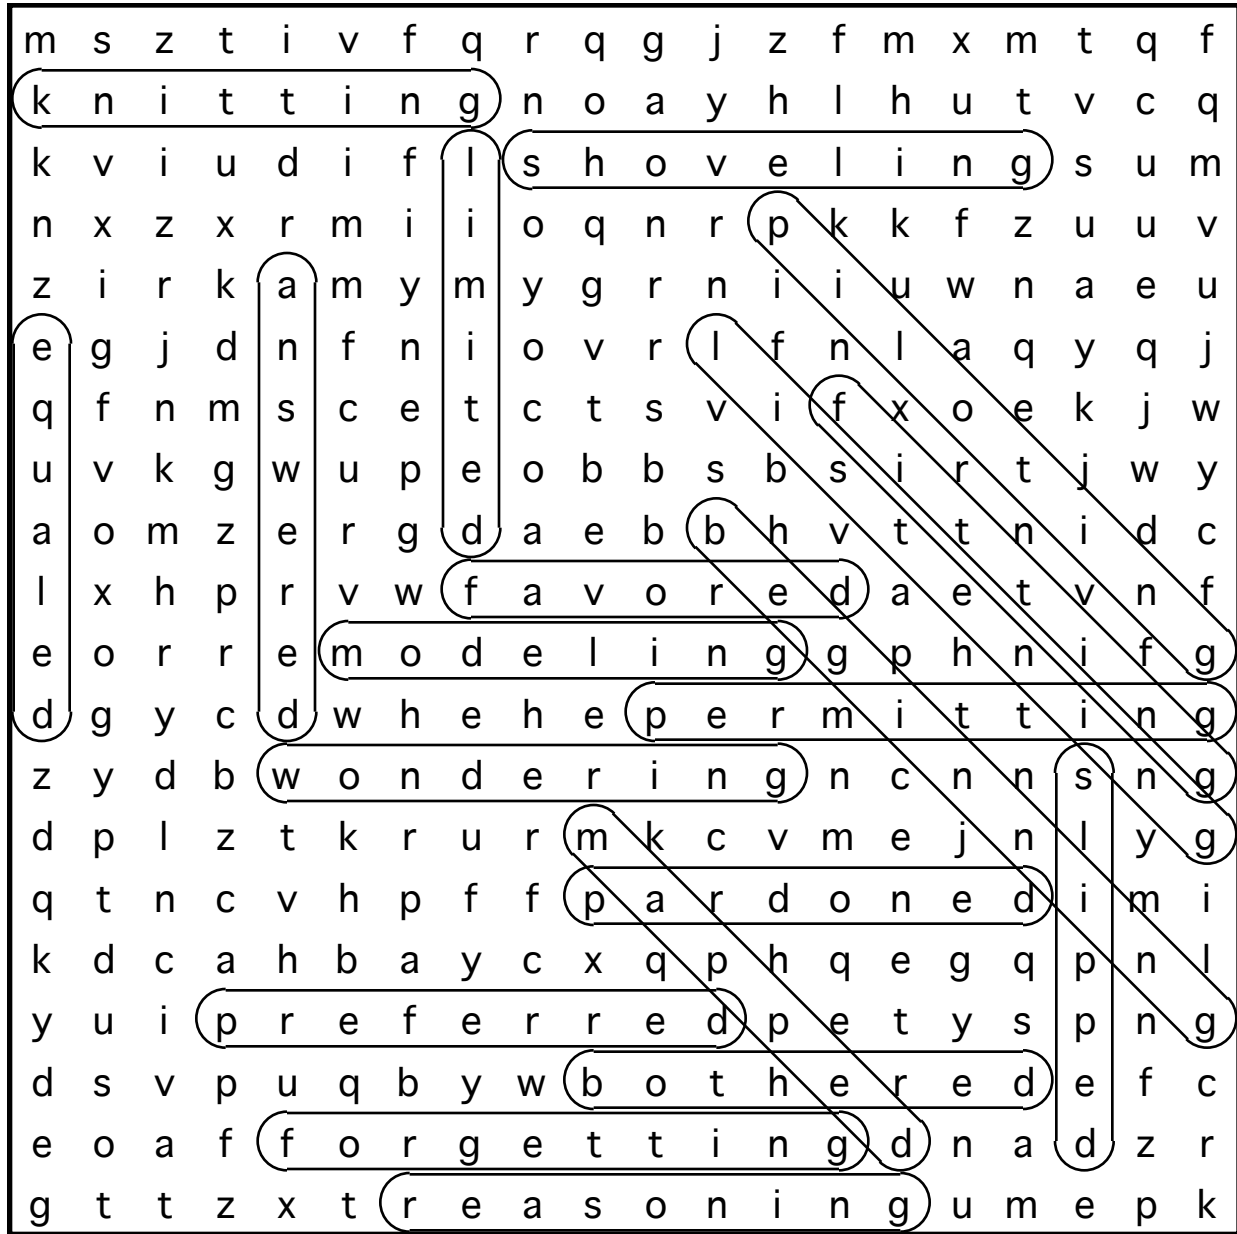 m s z t i v f q r q g j z f m x m t q f
k n i t t i n g n o a y h l h u t v c q
k v i u d i f l s h o v e l i n g s u m
n x z x r m i i o q n r p k k f z u u v
z i r k a m y m y g r n i i u w n a e u
e g j d n f n i o v r l f n l a q y q j
q f n m s c e t c t s v i f x o e k j w
u v k g w u p e o b b s b s i r t j w y
a o m z e r g d a e b b h v t t n i d c
l x h p r v w f a v o r e d a e t v n f
e o r r e m o d e l i n g g p h n i f g
d g y c d w h e h e p e r m i t t i n g
z y d b w o n d e r i n g n c n n s n g
d p l z t k r u r m k c v m e j n l y g
q t n c v h p f f p a r d o n e d i m i
k d c a h b a y c x q p h q e g q p n l
y u i p r e f e r r e d p e t y s p n g
d s v p u q b y w b o t h e r e d e f c
e o a f f o r g e t t i n g d n a d z r
g t t z x t r e a s o n i n g u m e p k